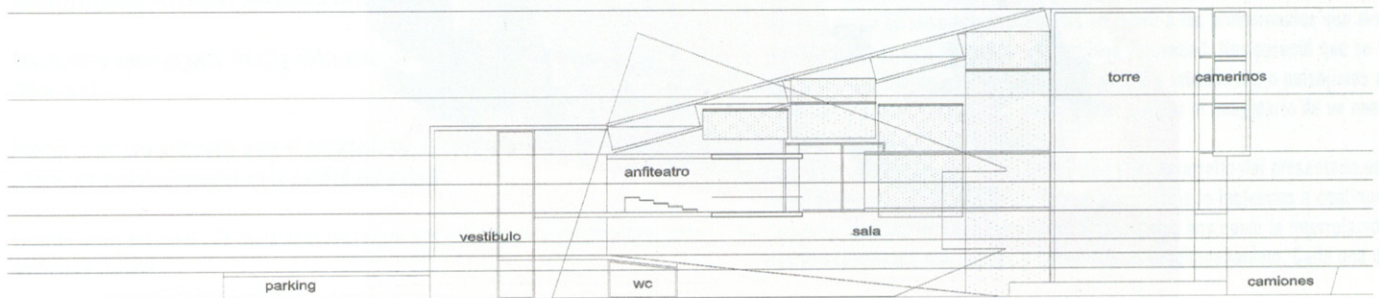 torre
camerinos
anfiteatro
vestibulo
sala
parking
wc
camiones